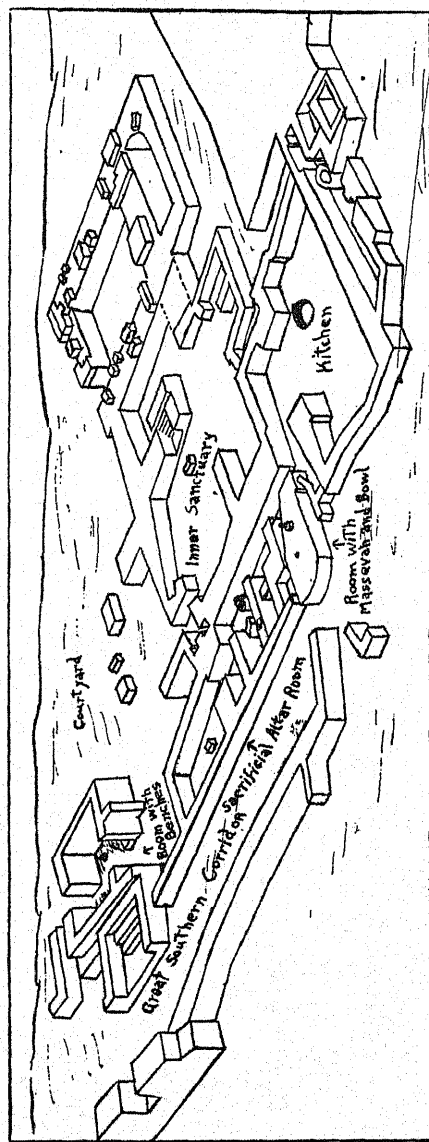 Courtyard
Room with
Benches
Great Southern Corridor
Sacrificial Altar Room
Inner Sanctuary
Room with
Massevah and Bowl
Kitchen